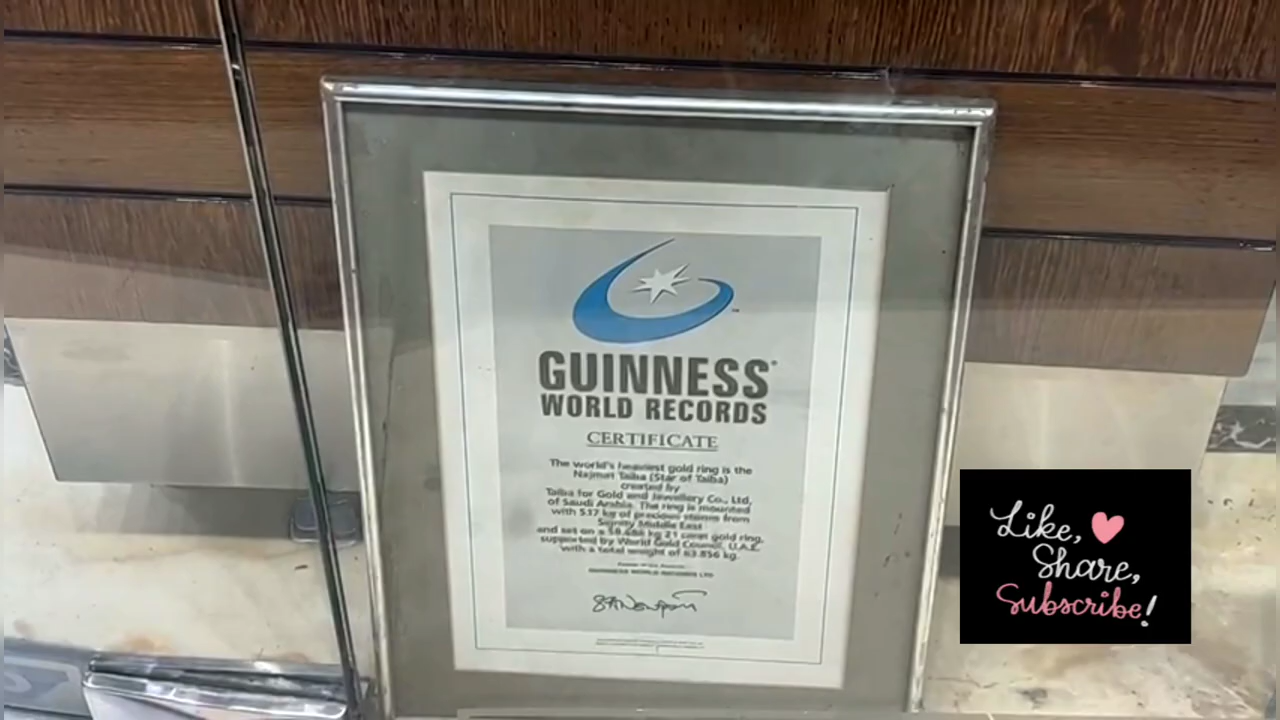 GUINNESS
WORLD RECORDS
CERTIFICATE
The world's heaviest gold ring is the
Najmat Taiba (Star of Taiba)
created by
Taiba for Gold and Jewellery Co., Ltd,
of Saudi Arabia. The ring is mounted
with 5.17 kg of precious stones from
Signity Middle East
and set on a 58.686 kg 21 carat gold ring,
supported by World Gold Council, U.A.E.
with a total weight of 63.856 kg.
GUINNESS WORLD RECORDS LTD
Like,
Share,
Subscribe!